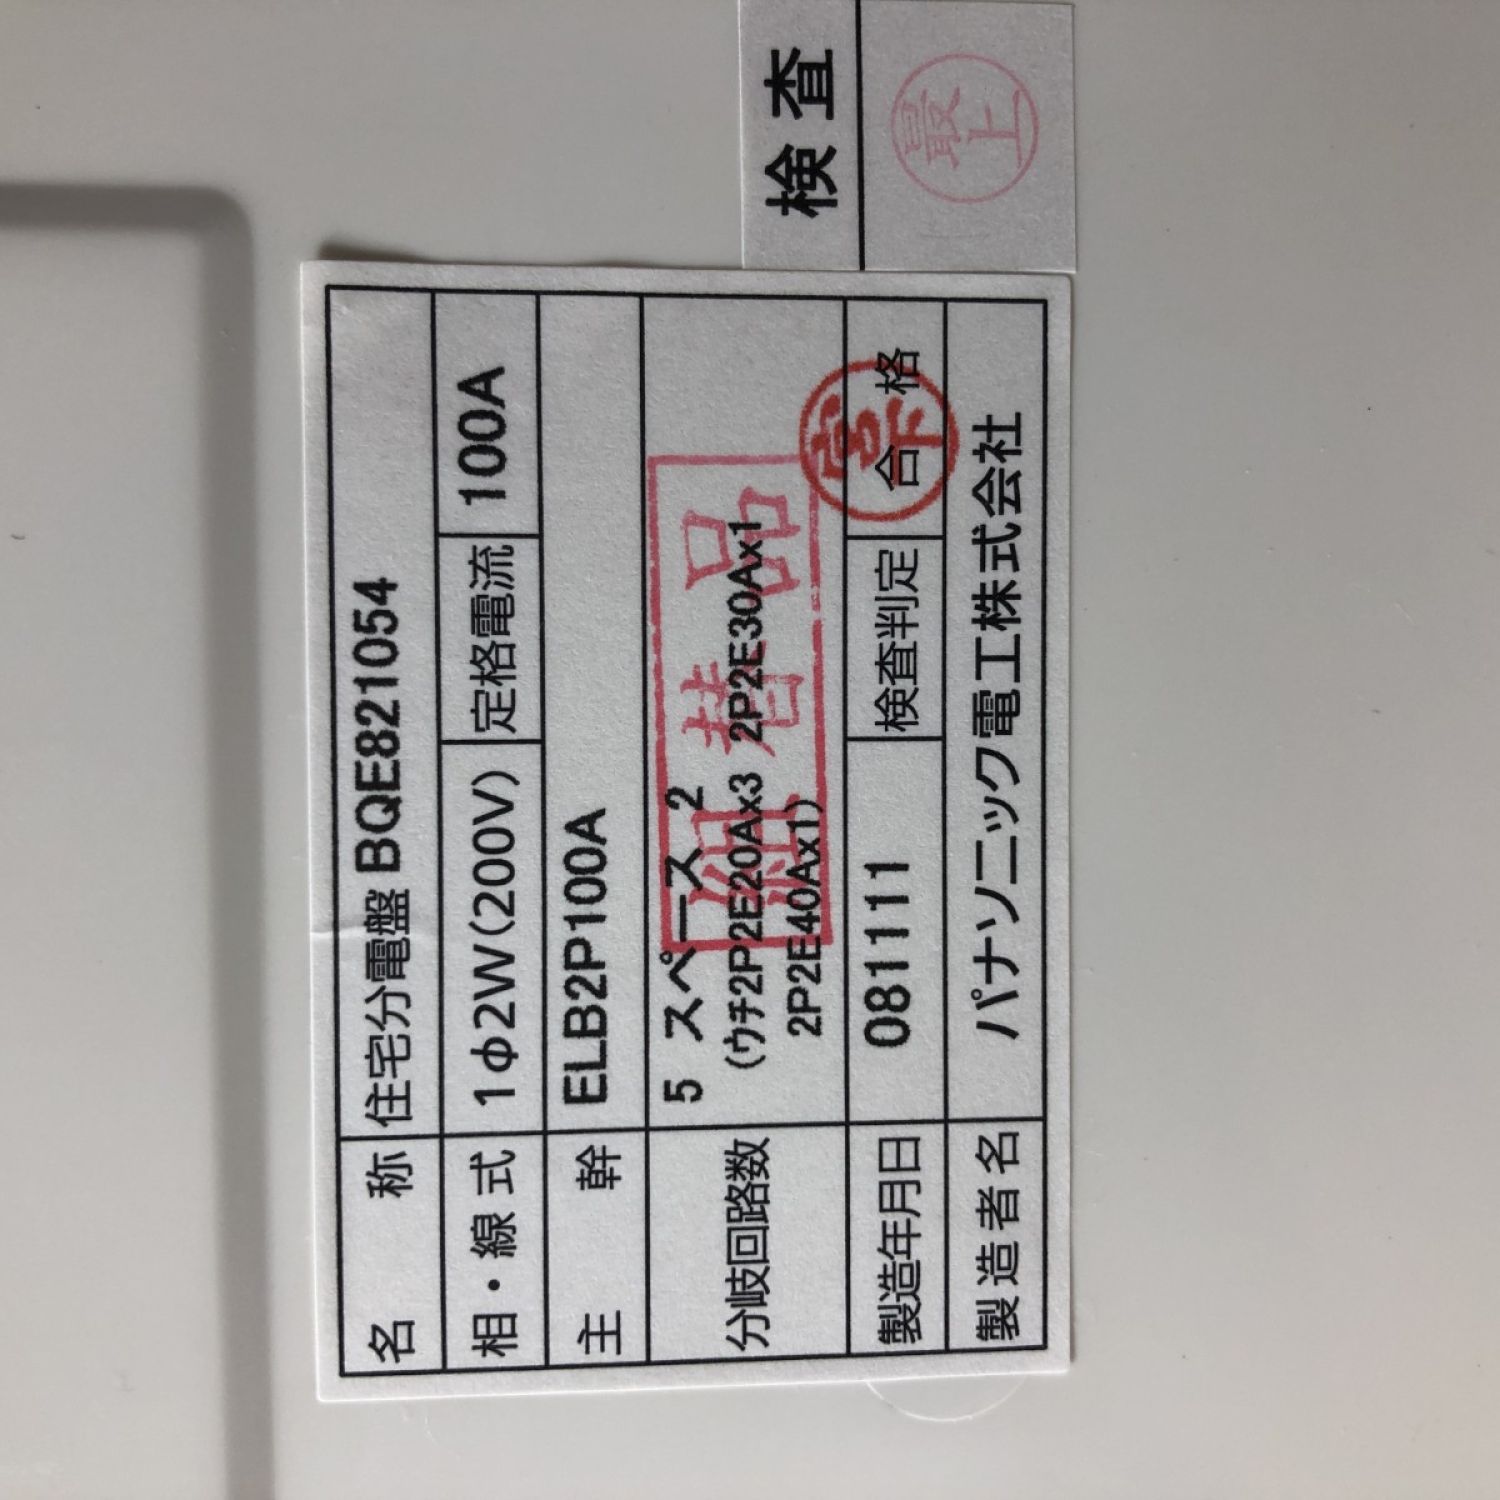 検査
最上
名称 住宅分電盤 BQE821054
相・線式 1φ2W(200V) 定格電流 100A
主幹 ELB2P100A
分岐回路数 5 スペース 2
(ウチ2P2E20Ax3 2P2E30Ax1
2P2E40Ax1)
組替品
製造年月日 081111 検査判定 合格
宮下
製造者名 パナソニック電工株式会社